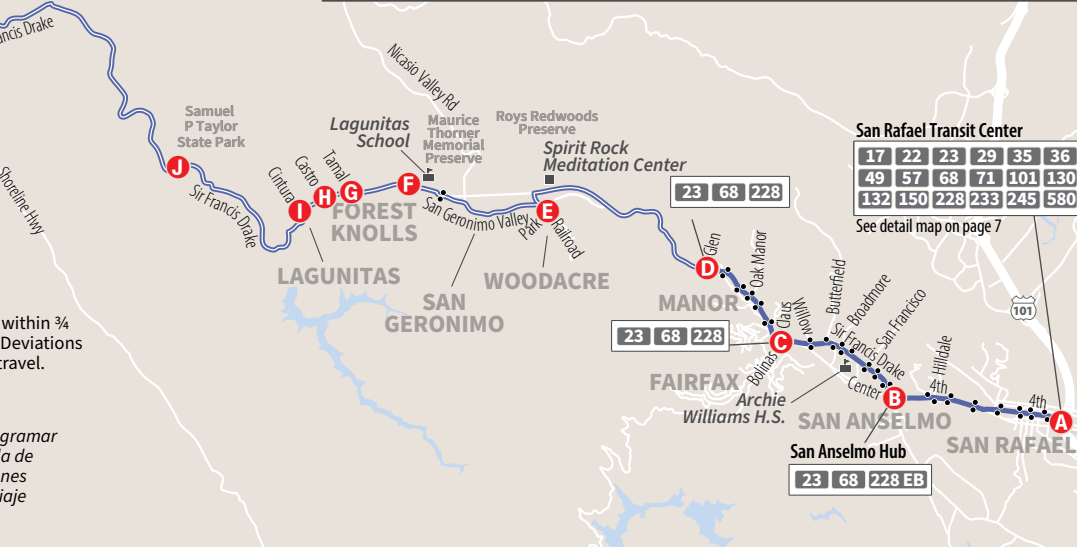 ancis Drake
Nicasio Valley Rd
Samuel
P Taylor
State Park
Lagunitas
School
Maurice
Thorner
Memorial
Preserve
Roys Redwoods
Preserve
Spirit Rock
Meditation Center
San Rafael Transit Center
17 22 23 29 35 36
49 57 68 71 101 130
132 150 228 233 245 580
See detail map on page 7
Shoreline Hwy
J
Sir Francis Drake
Cintura
Castro
Tamal
I
H
G
F
FOREST
KNOLLS
San Geronimo Valley
Park
E
Railroad
LAGUNITAS
SAN
GERONIMO
WOODACRE
23 68 228
D
Glen
Oak Manor
MANOR
101
within ¾
Deviations
travel.
23 68 228
C
Claus
Willow
Butterfield
Broadmore
San Francisco
Sir Francis Drake
Bolinas
FAIRFAX
Archie
Williams H.S.
Center
B
Hilldale
4th
4th
A
SAN ANSELMO
SAN RAFAEL
San Anselmo Hub
23 68 228 EB
gramar
la de
nes
iaje